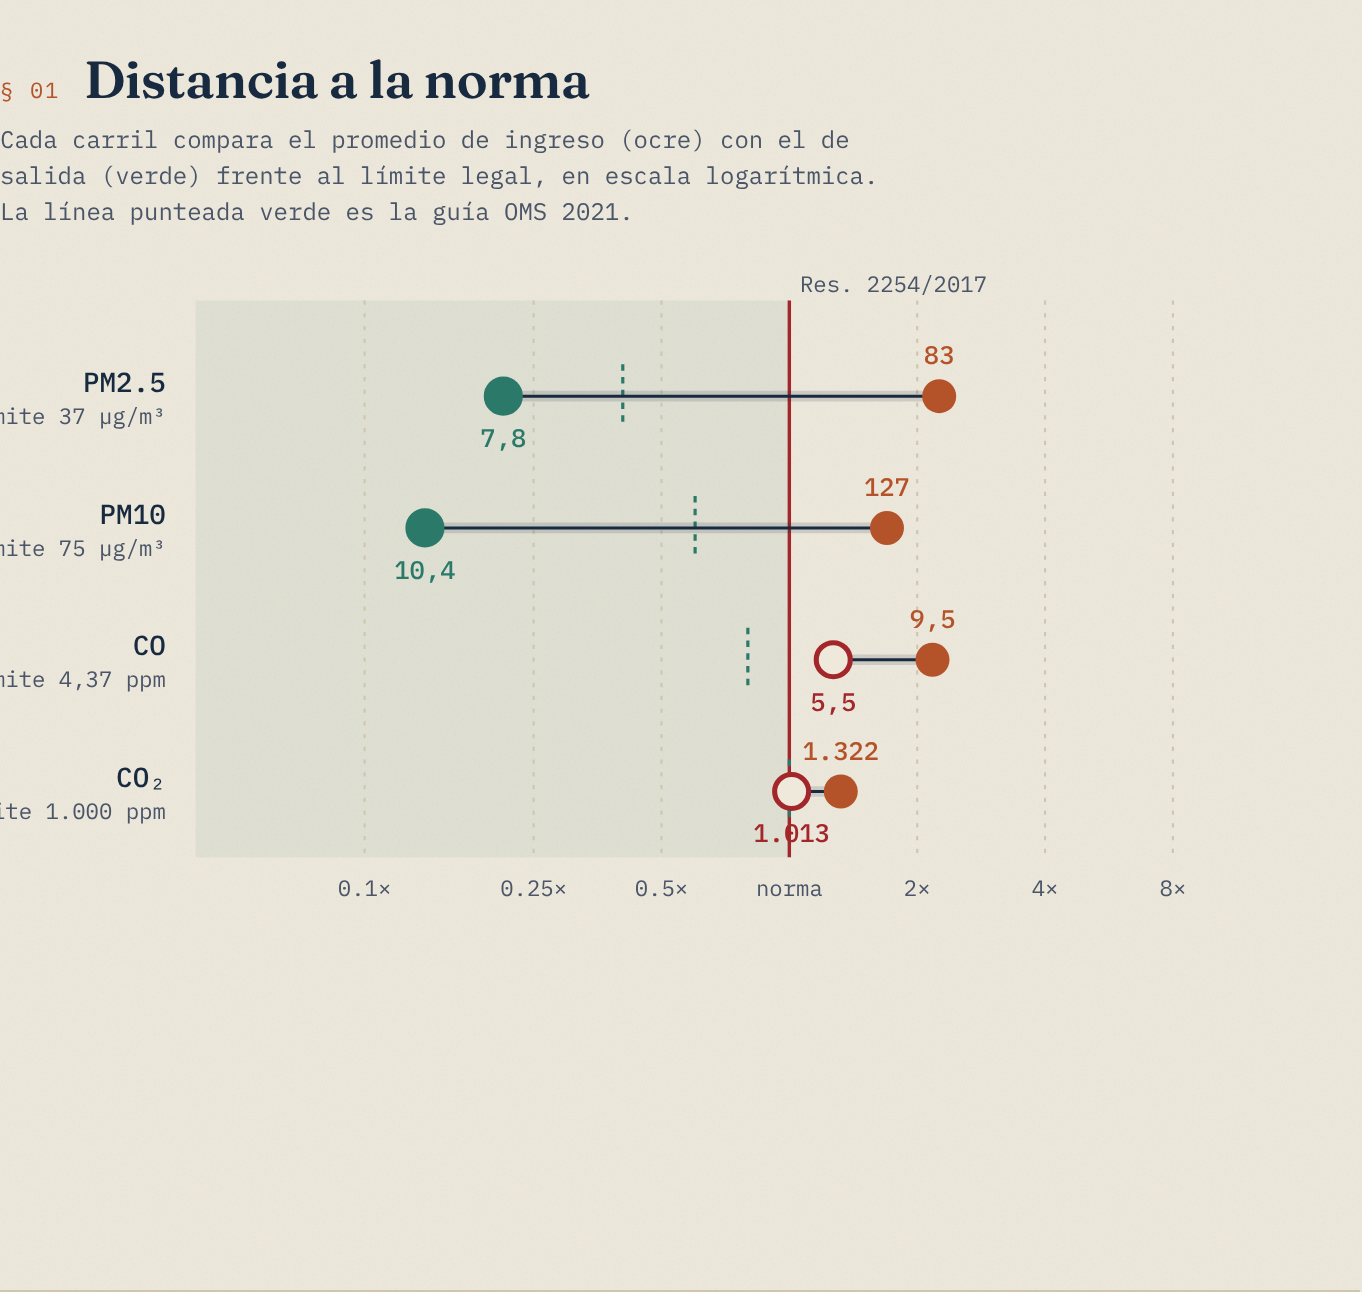 § 01 Distancia a la norma
Cada carril compara el promedio de ingreso (ocre) con el de
salida (verde) frente al límite legal, en escala logarítmica.
La línea punteada verde es la guía OMS 2021.
Res. 2254/2017
83
PM2.5
mite 37 µg/m³
7,8
127
PM10
mite 75 µg/m³
10,4
9,5
CO
mite 4,37 ppm
5,5
1.322
CO₂
ite 1.000 ppm
1.013
0.1× 0.25× 0.5× norma 2× 4× 8×